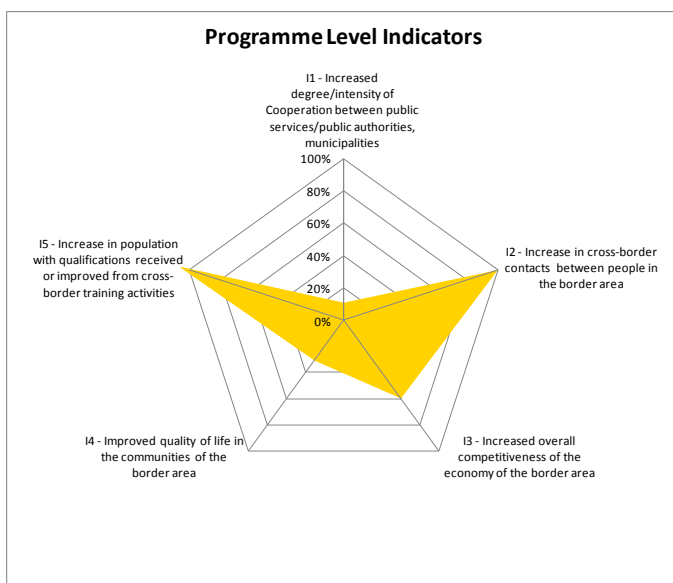 Programme Level Indicators
I1 - Increased
degree/intensity of
Cooperation between public
services/public authorities,
municipalities
100%
80%
60%
40%
20%
0%
I2 - Increase in cross-border
contacts between people in
the border area
I3 - Increased overall
competitiveness of the
economy of the border area
I4 - Improved quality of life in
the communities of the
border area
I5 - Increase in population
with qualifications received
or improved from cross-
border training activities